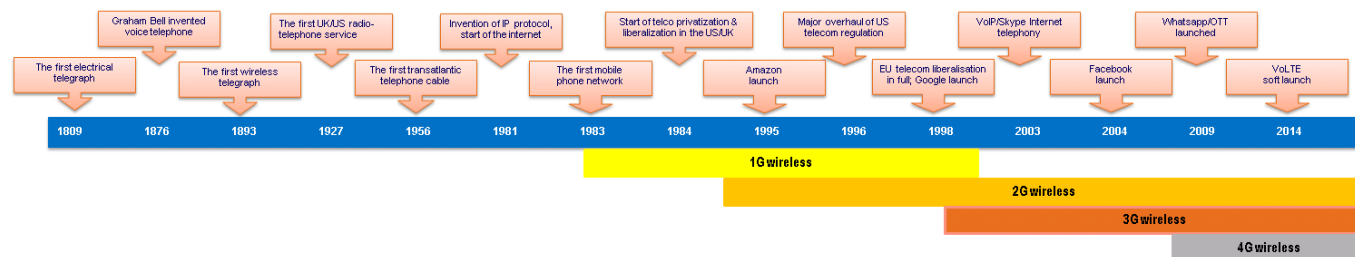 Graham Bell invented
voice telephone
The first UK/US radio-
telephone service
Invention of IP protocol,
start of the internet
Start of telco privatization &
liberalization in the US/UK
Major overhaul of US
telecom regulation
VoIP/Skype Internet
telephony
Whatsapp/OTT
launched
The first electrical
telegraph
The first wireless
telegraph
The first transatlantic
telephone cable
The first mobile
phone network
Amazon
launch
EU telecom liberalisation
in full; Google launch
Facebook
launch
VoLTE
soft launch
1809 1876 1893 1927 1956 1981 1983 1984 1995 1996 1998 2003 2004 2009 2014
1G wireless
2G wireless
3G wireless
4G wireless